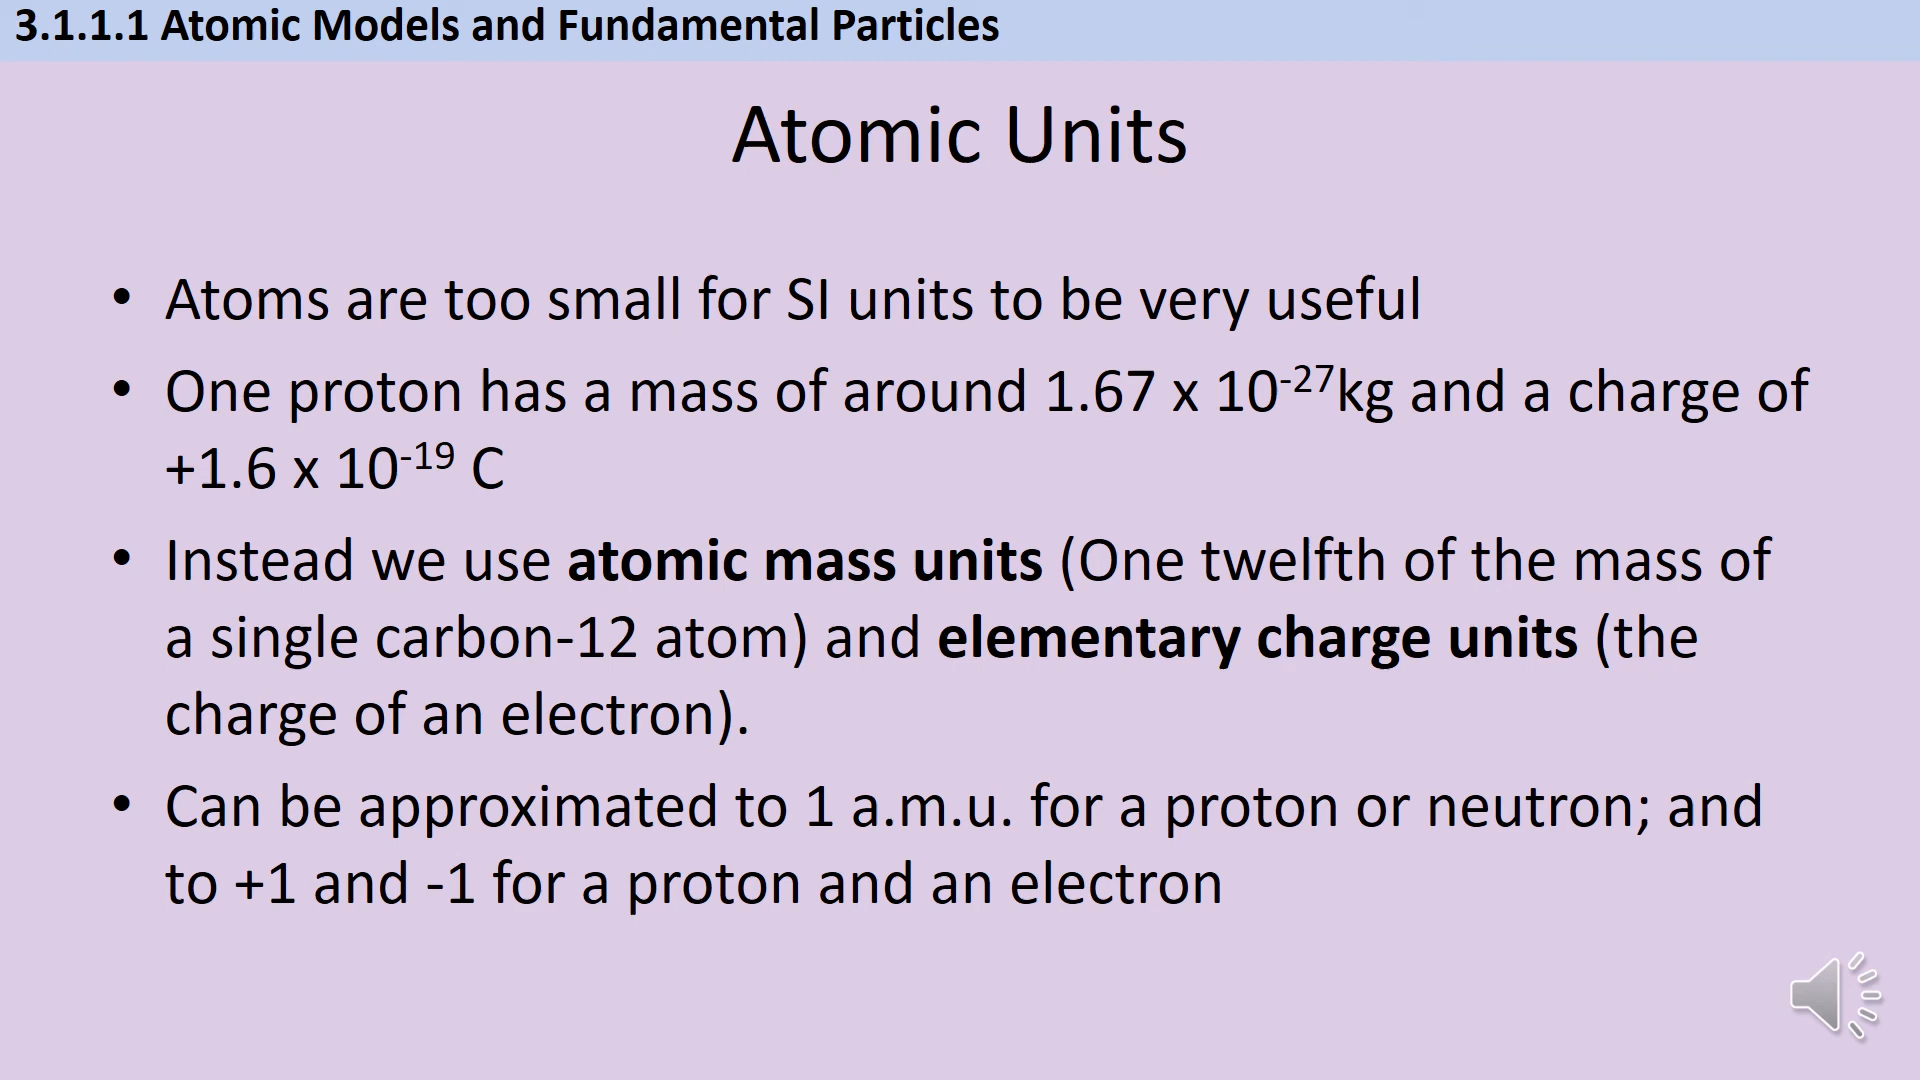 3.1.1.1 Atomic Models and Fundamental Particles
Atomic Units
• Atoms are too small for SI units to be very useful
• One proton has a mass of around 1.67 x 10⁻²⁷kg and a charge of
+1.6 x 10⁻¹⁹ C
• Instead we use atomic mass units (One twelfth of the mass of
a single carbon-12 atom) and elementary charge units (the
charge of an electron).
• Can be approximated to 1 a.m.u. for a proton or neutron; and
to +1 and -1 for a proton and an electron